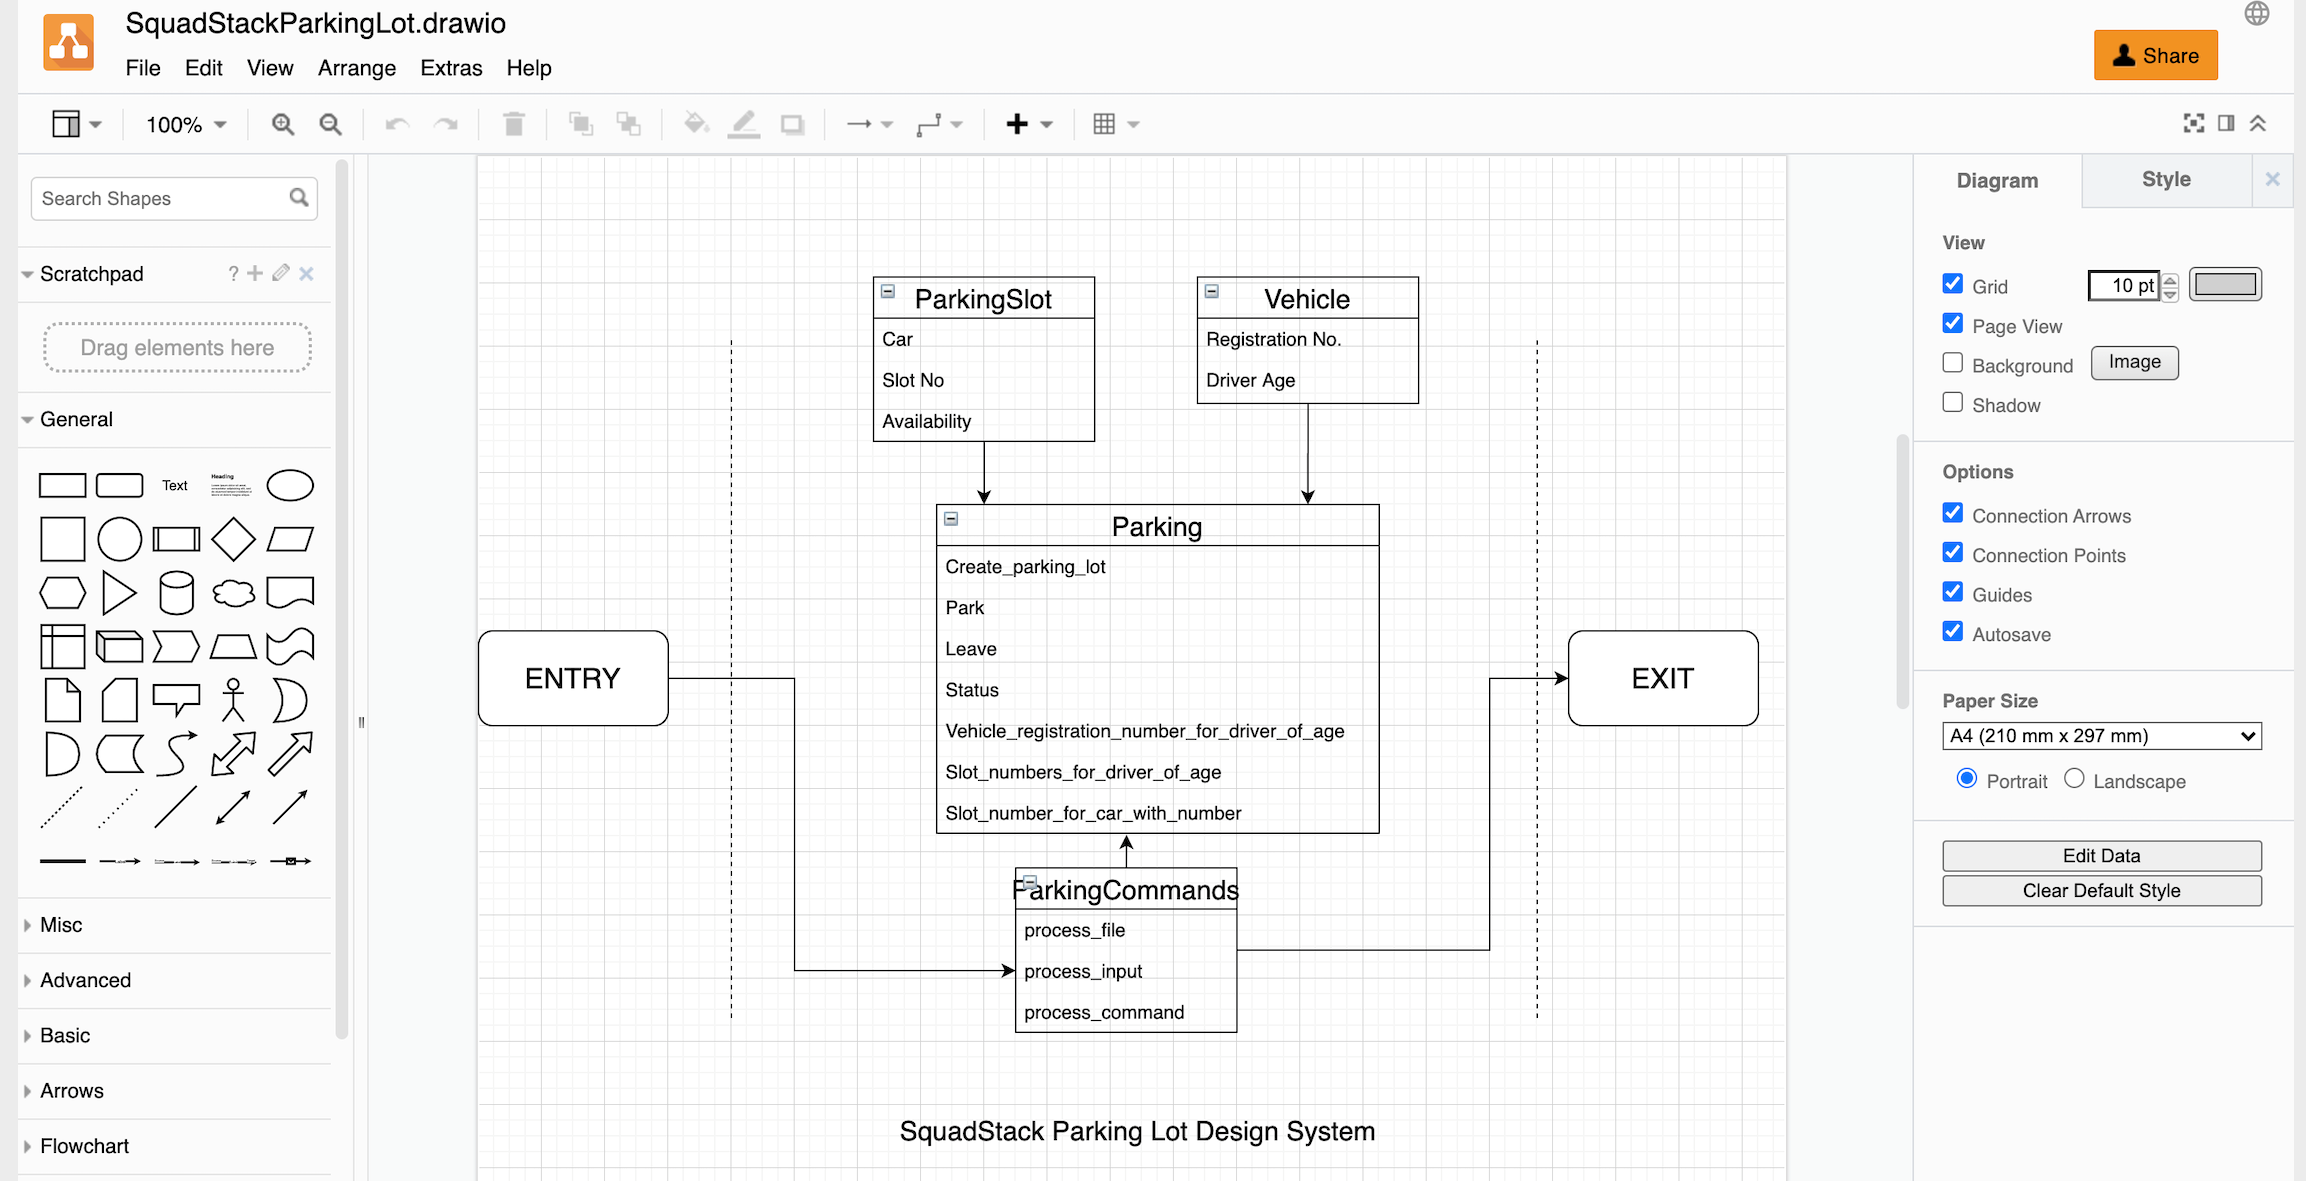 SquadStackParkingLot.drawio
File Edit View Arrange Extras Help
Share
100%
Search Shapes
Scratchpad ?
Drag elements here
General
Text
Heading
Misc
Advanced
Basic
Arrows
Flowchart
ParkingSlot
Car
Slot No
Availability
Vehicle
Registration No.
Driver Age
Parking
Create_parking_lot
Park
Leave
Status
Vehicle_registration_number_for_driver_of_age
Slot_numbers_for_driver_of_age
Slot_number_for_car_with_number
ENTRY
EXIT
ParkingCommands
process_file
process_input
process_command
SquadStack Parking Lot Design System
Diagram Style
View
Grid 10 pt
Page View
Background Image
Shadow
Options
Connection Arrows
Connection Points
Guides
Autosave
Paper Size
A4 (210 mm x 297 mm)
Portrait Landscape
Edit Data
Clear Default Style